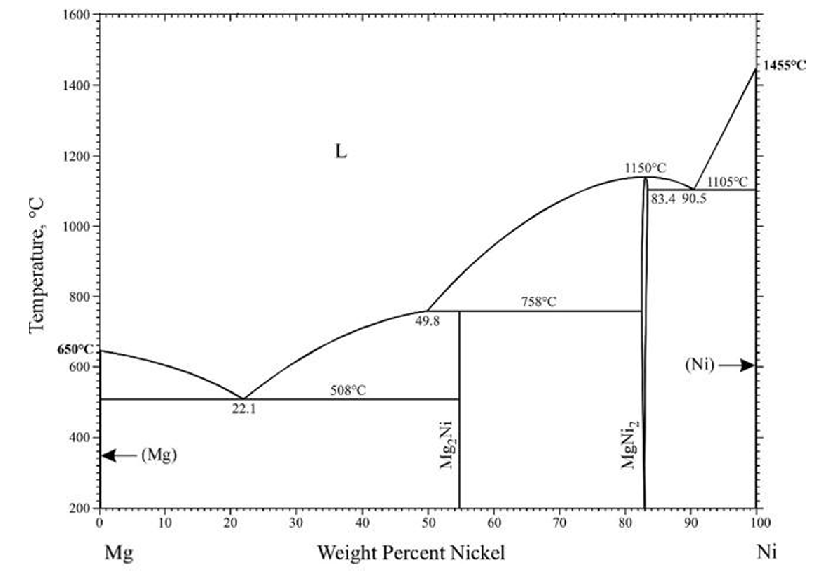 1600
1400
1200
1000
800
600
400
200
Temperature, °C
650°C
1455°C
L
1150°C
1105°C
83.4 90.5
758°C
49.8
(Ni)
508°C
22.1
(Mg)
Mg₂Ni
MgNi₂
0 10 20 30 40 50 60 70 80 90 100
Mg Weight Percent Nickel Ni